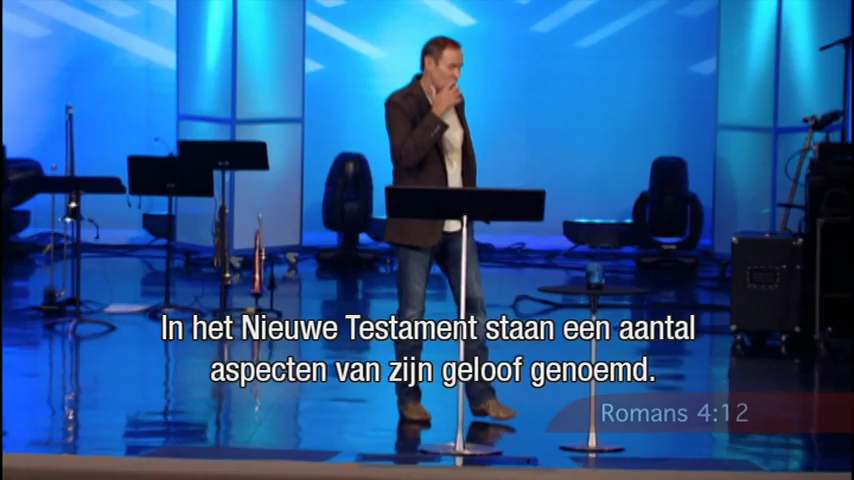 In het Nieuwe Testament staan een aantal
aspecten van zijn geloof genoemd.
Romans 4:12